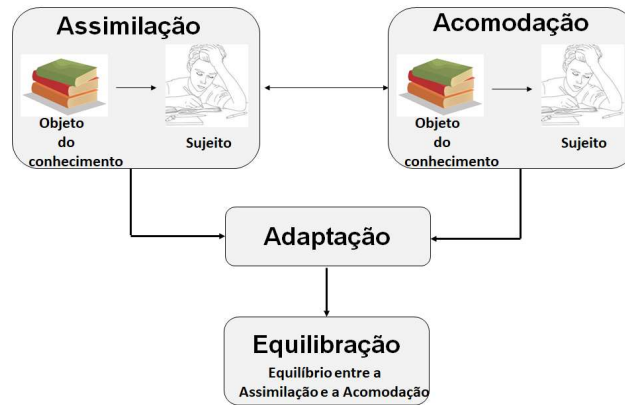 Assimilação
Objeto
do
conhecimento
Sujeito
Acomodação
Objeto
do
conhecimento
Sujeito
Adaptação
Equilibração
Equilíbrio entre a
Assimilação e a Acomodação